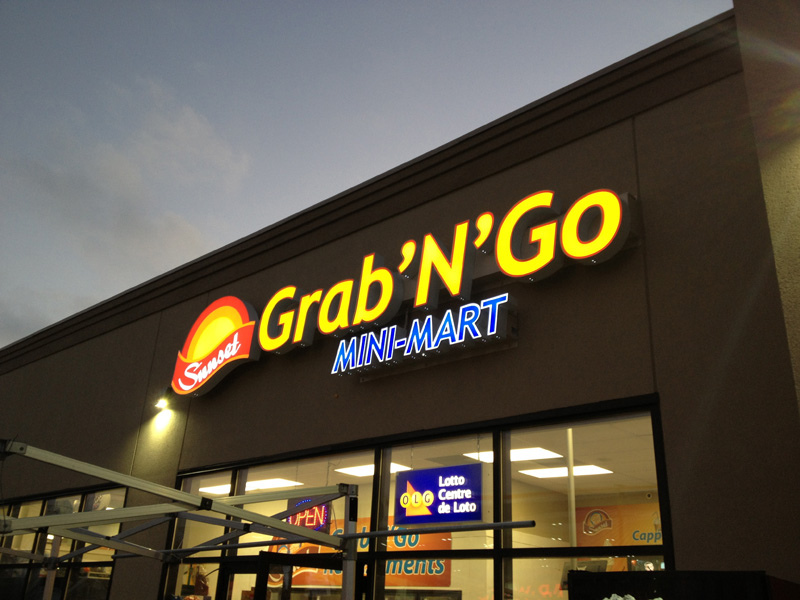 Sunset
Grab'N'Go
MINI-MART
OLG
Lotto
Centre
de Loto
OPEN